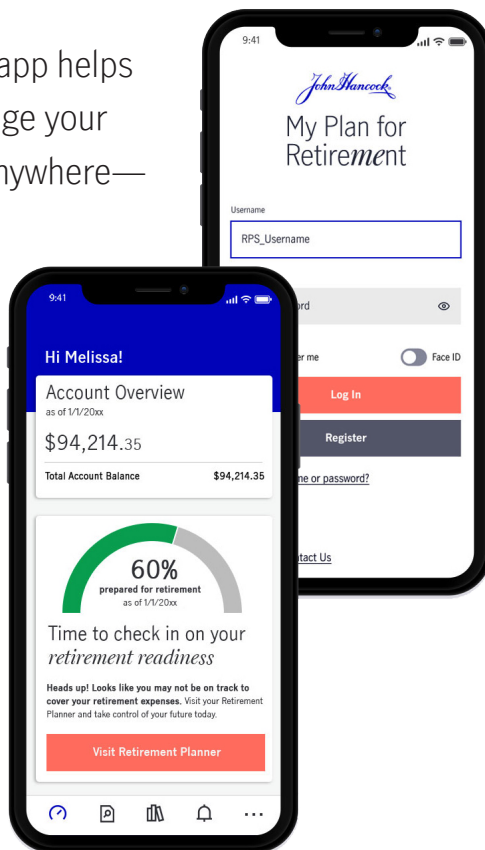 app helps
ge your
nywhere—
9:41
John Hancock
My Plan for
Retirement
Username
RPS_Username
ord
er me
Face ID
Log In
Register
me or password?
tact Us
9:41
Hi Melissa!
Account Overview
as of 1/1/20xx
$94,214.35
Total Account Balance $94,214.35
60%
prepared for retirement
as of 1/1/20xx
Time to check in on your
retirement readiness
Heads up! Looks like you may not be on track to
cover your retirement expenses. Visit your Retirement
Planner and take control of your future today.
Visit Retirement Planner